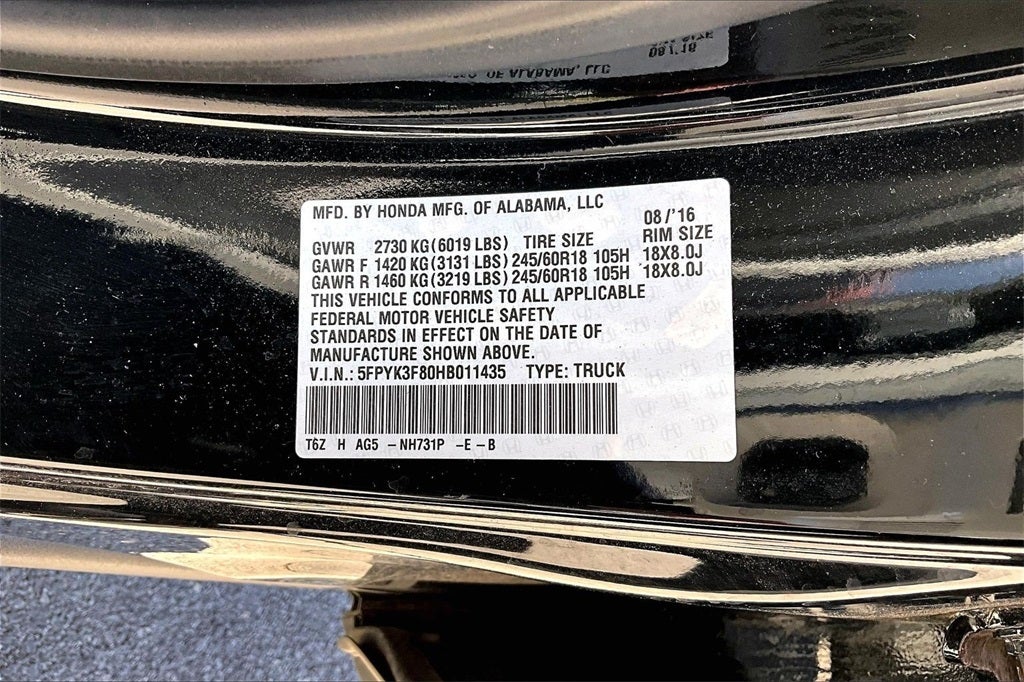 MFD. BY HONDA MFG. OF ALABAMA, LLC 08/'16
GVWR 2730 KG(6019 LBS) TIRE SIZE RIM SIZE
GAWR F 1420 KG(3131 LBS) 245/60R18 105H 18X8.0J
GAWR R 1460 KG(3219 LBS) 245/60R18 105H 18X8.0J
THIS VEHICLE CONFORMS TO ALL APPLICABLE
FEDERAL MOTOR VEHICLE SAFETY
STANDARDS IN EFFECT ON THE DATE OF
MANUFACTURE SHOWN ABOVE.
V.I.N.: 5FPYK3F80HB011435 TYPE: TRUCK
T6Z H AG5 -NH731P -E -B